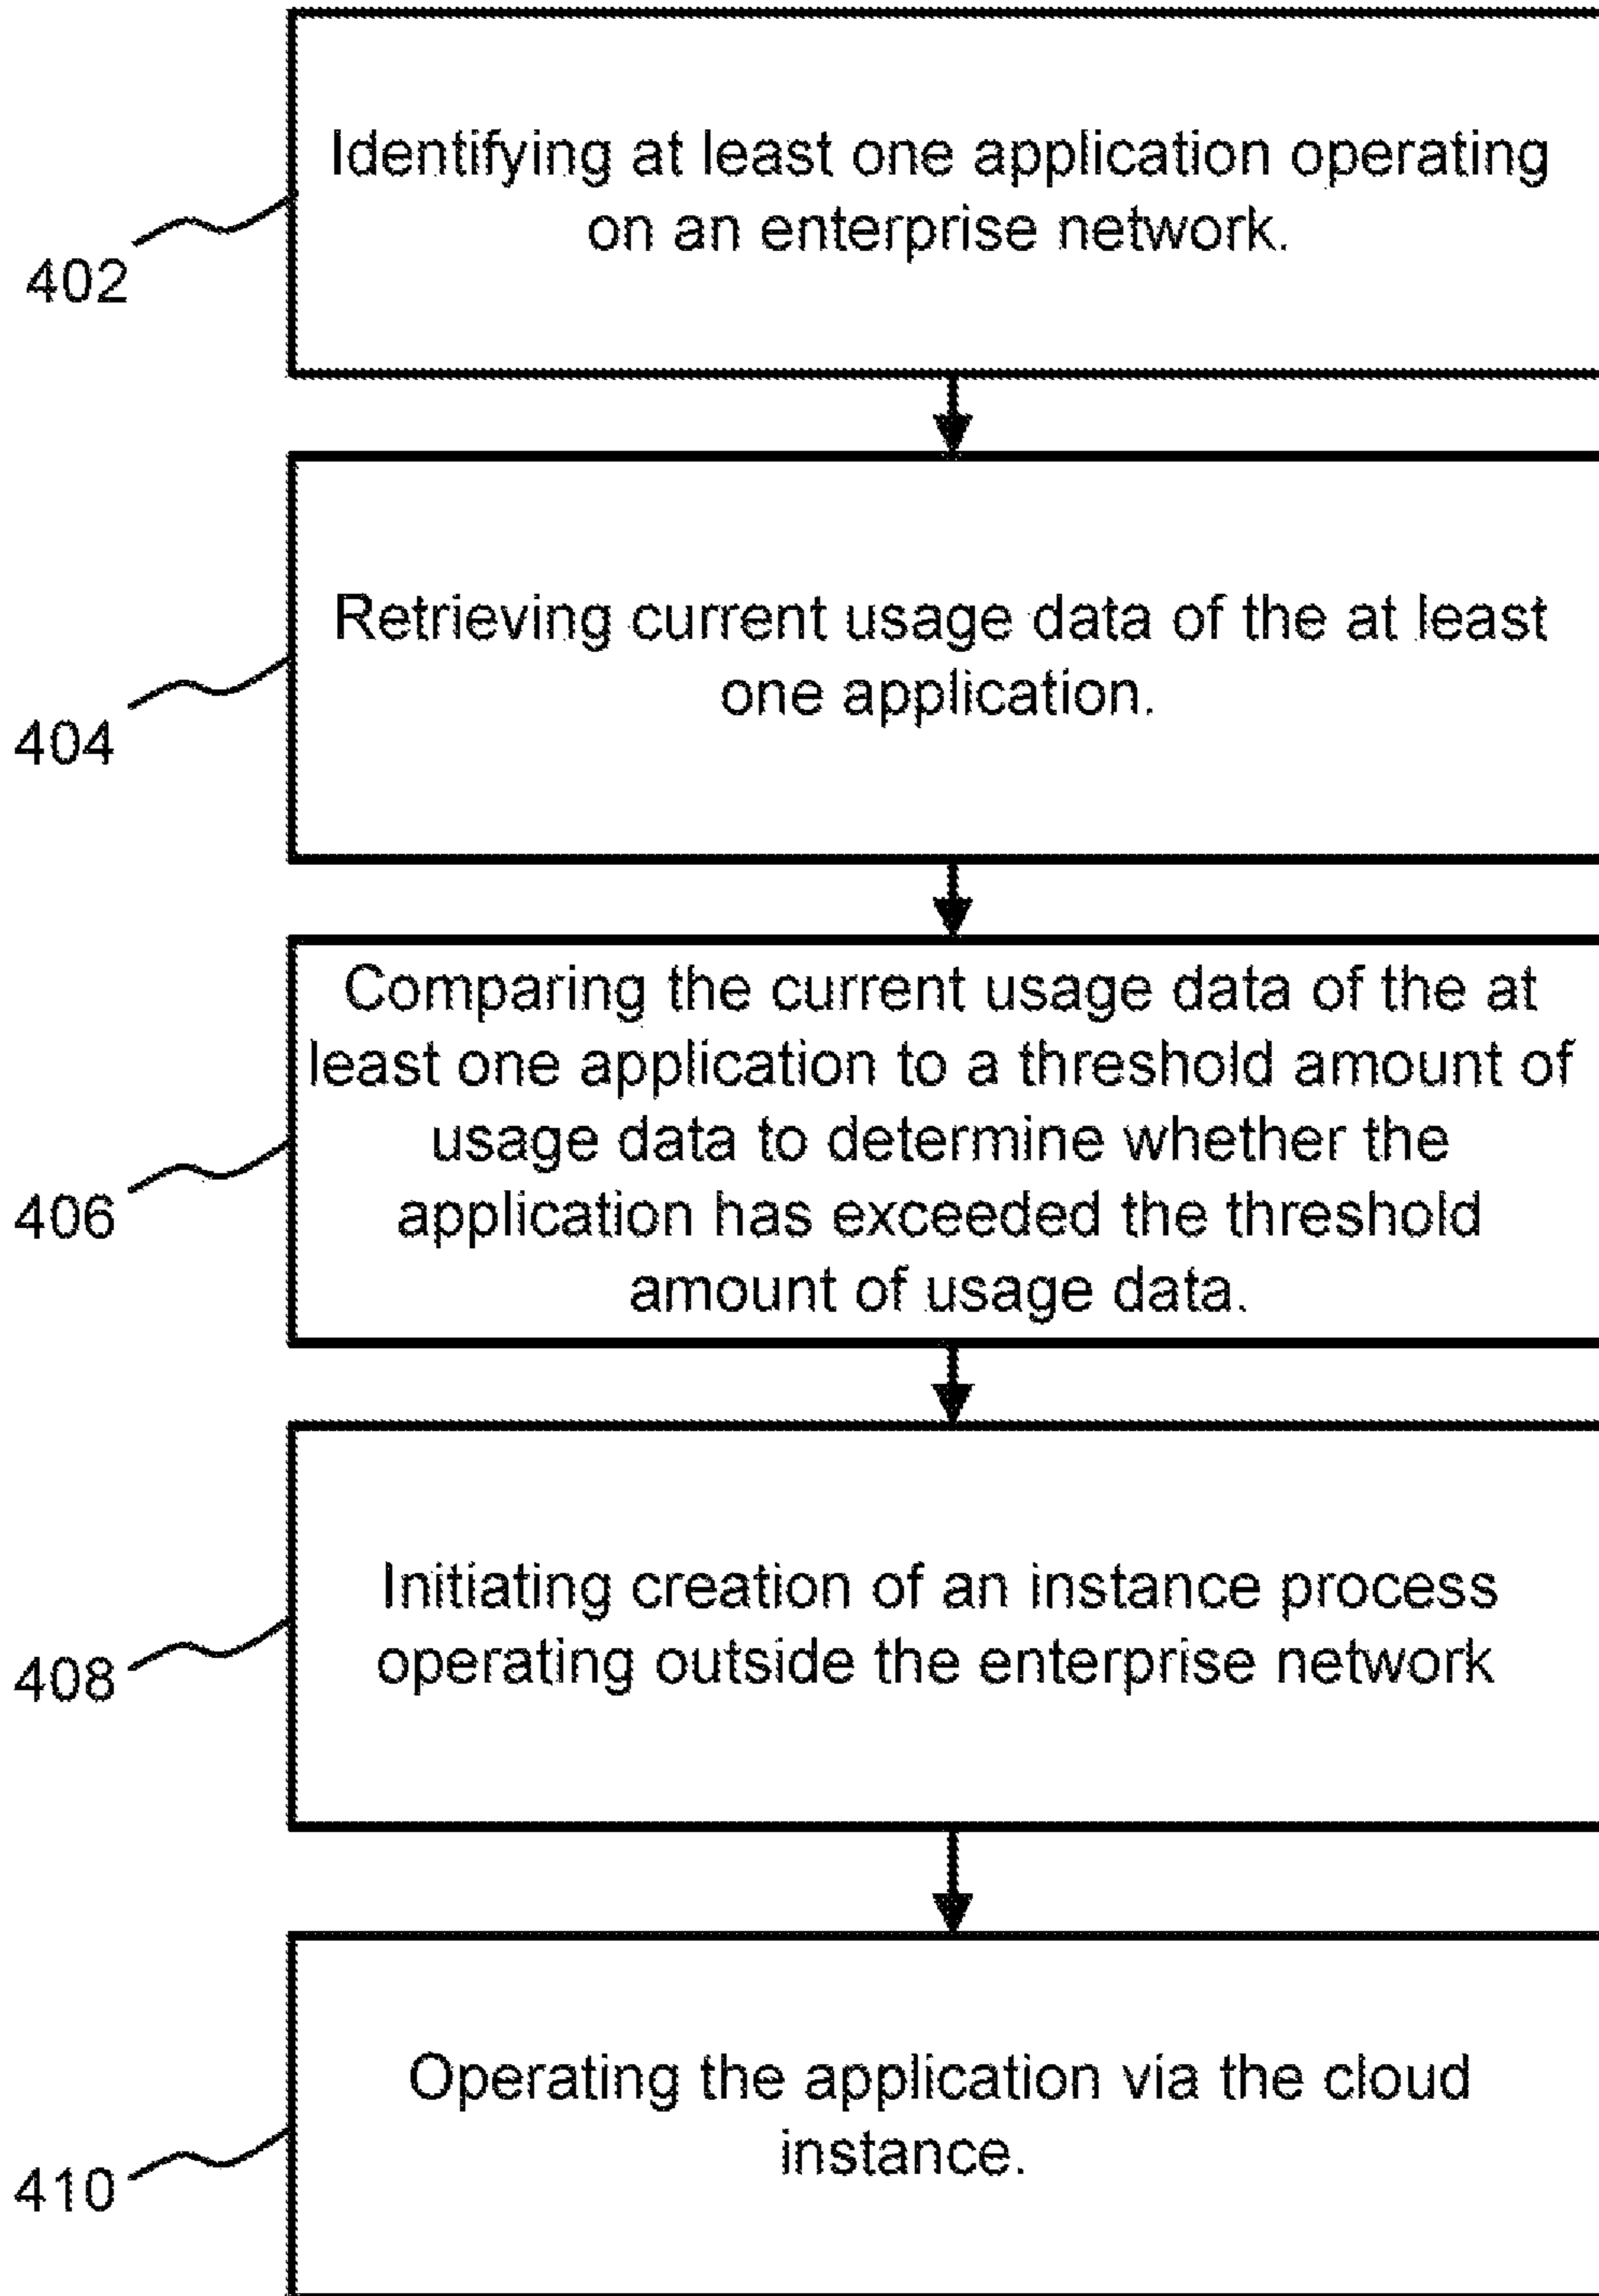 Identifying at least one application operating
on an enterprise network.
402
Retrieving current usage data of the at least
one application.
404
Comparing the current usage data of the at
least one application to a threshold amount of
usage data to determine whether the
application has exceeded the threshold
amount of usage data.
406
Initiating creation of an instance process
operating outside the enterprise network
408
Operating the application via the cloud
instance.
410